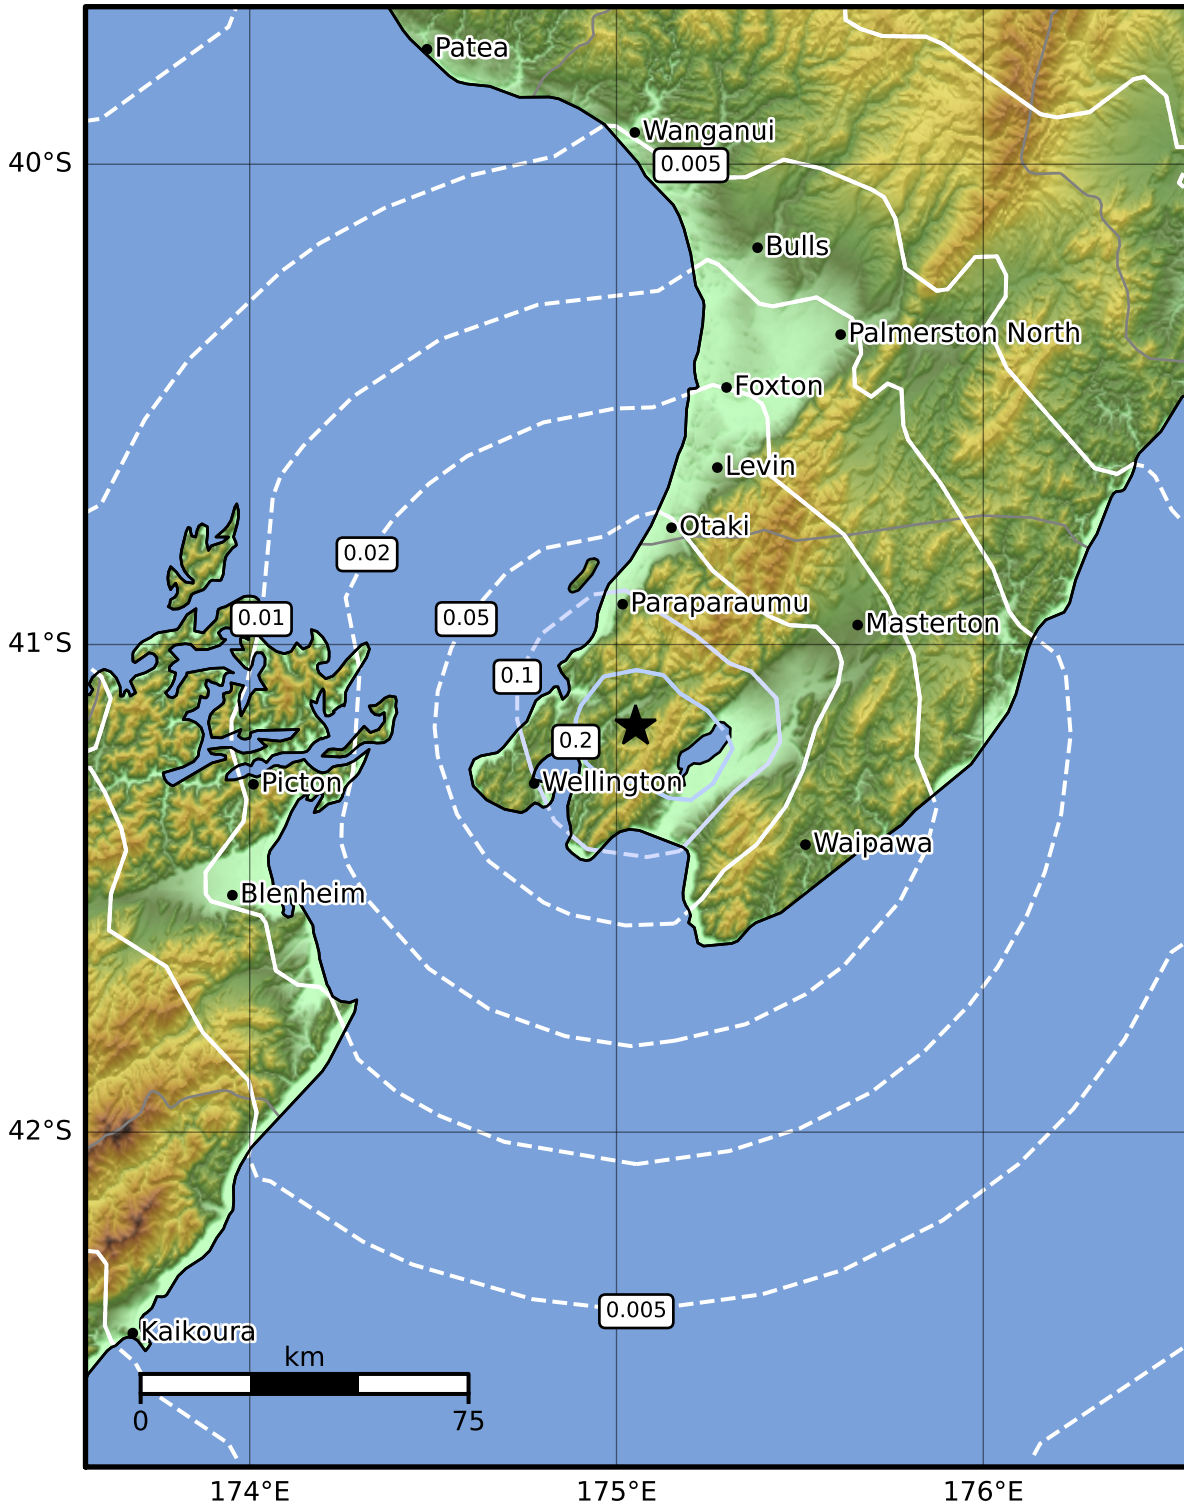 Patea
Wanganui
40°S
0.005
Bulls
Palmerston North
Foxton
Levin
Otaki
0.02
Paraparaumu
0.01
0.05
Masterton
41°S
0.1
0.2
Wellington
Picton
Waipawa
Blenheim
42°S
0.005
Kaikoura
km
0 75
174°E 175°E 176°E